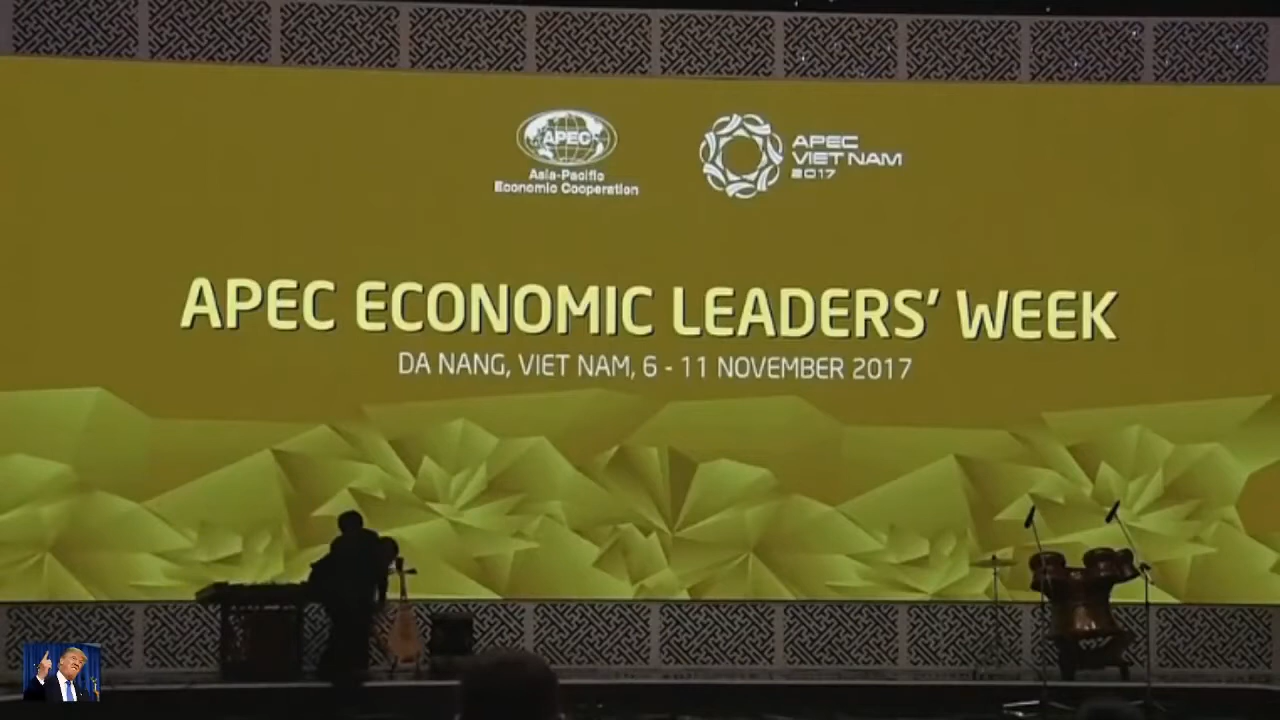 APEC
Asia-Pacific
Economic Cooperation
APEC
VIET NAM
2017
APEC ECONOMIC LEADERS' WEEK
DA NANG, VIET NAM, 6 - 11 NOVEMBER 2017